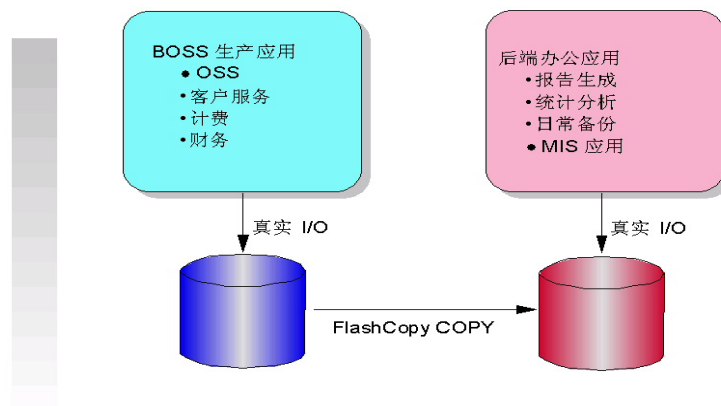 BOSS 生产应用
● OSS
•客户服务
•计费
•财务
后端办公应用
•报告生成
•统计分析
•日常备份
● MIS 应用
真实 I/O
真实 I/O
FlashCopy COPY